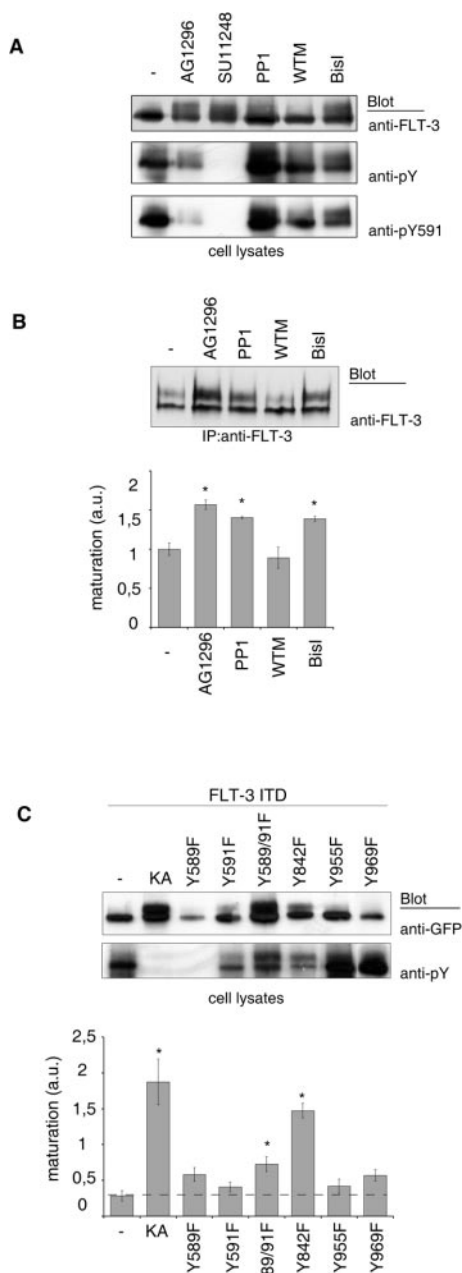 A
-
AG1296
SU11248
PP1
WTM
BisI
Blot
anti-FLT-3
anti-pY
anti-pY591
cell lysates
B
-
AG1296
PP1
WTM
BisI
Blot
anti-FLT-3
IP:anti-FLT-3
maturation (a.u.)
2
1,5
1
0,5
0
*
*
*
-
AG1296
PP1
WTM
BisI
FLT-3 ITD
C
-
KA
Y589F
Y591F
Y589/91F
Y842F
Y955F
Y969F
Blot
anti-GFP
anti-pY
cell lysates
maturation (a.u.)
2,5
2
1,5
1
0.5
0
*
*
*
-
KA
Y589F
Y591F
89/91F
Y842F
Y955F
Y969F